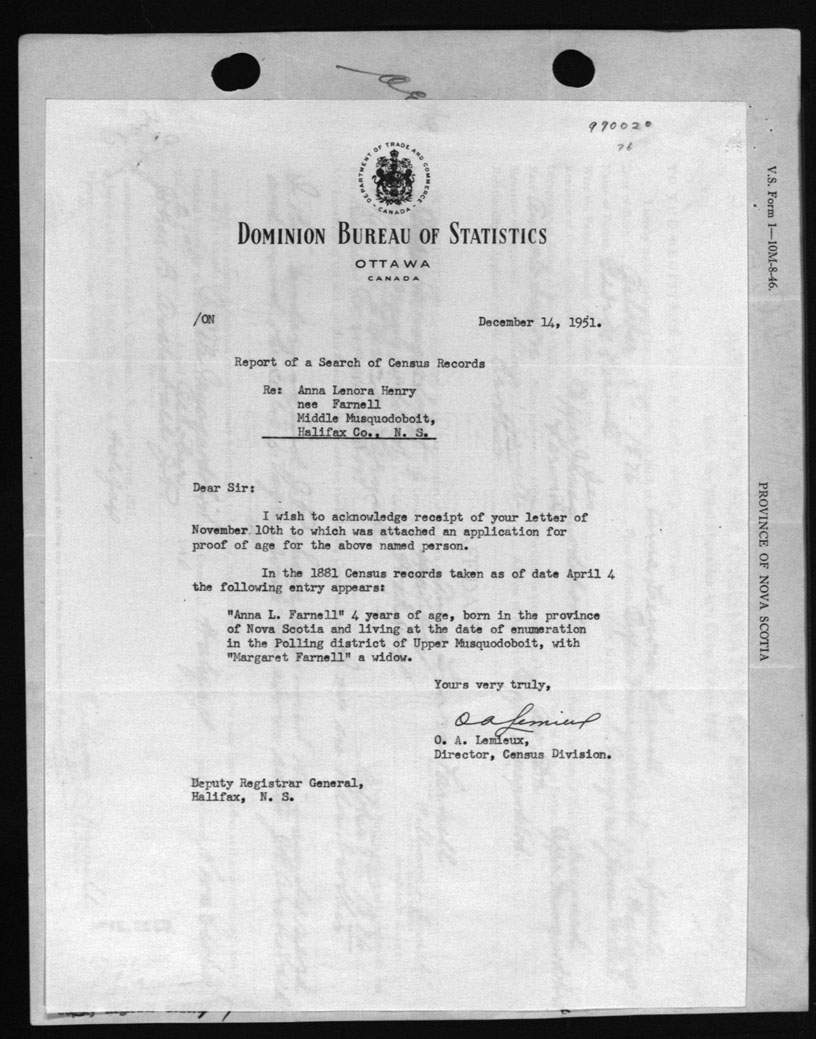 990020
76
DEPARTMENT OF TRADE AND COMMERCE
- CANADA -
DOMINION BUREAU OF STATISTICS
OTTAWA
CANADA
/ON
December 14, 1951.
Report of a Search of Census Records
Re: Anna Lenora Henry
nee Farnell
Middle Musquodoboit,
Halifax Co., N. S.
Dear Sir:
I wish to acknowledge receipt of your letter of
November 10th to which was attached an application for
proof of age for the above named person.
In the 1881 Census records taken as of date April 4
the following entry appears:
"Anna L. Farnell" 4 years of age, born in the province
of Nova Scotia and living at the date of enumeration
in the Polling district of Upper Musquodoboit, with
"Margaret Farnell" a widow.
Yours very truly,
O A Lemieux
O. A. Lemieux,
Director, Census Division.
Deputy Registrar General,
Halifax, N. S.
V.S. Form 1—10M-8-46.
PROVINCE OF NOVA SCOTIA